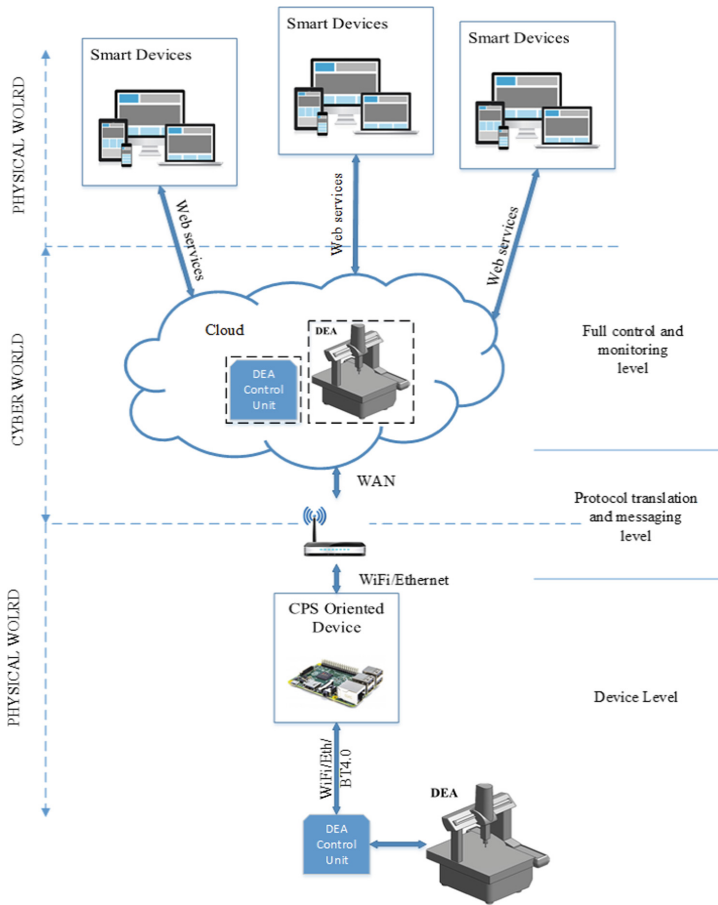 Smart Devices
Smart Devices
Smart Devices
PHYSICAL WOLRD
Web services
Web services
Web services
CYBER WORLD
Cloud
DEA
DEA
Control
Unit
Full control and
monitoring
level
WAN
Protocol translation
and messaging
level
WiFi/Ethernet
PHYSICAL WOLRD
CPS Oriented
Device
Device Level
WiFi/Eth/
BT4.0
DEA
DEA
Control
Unit